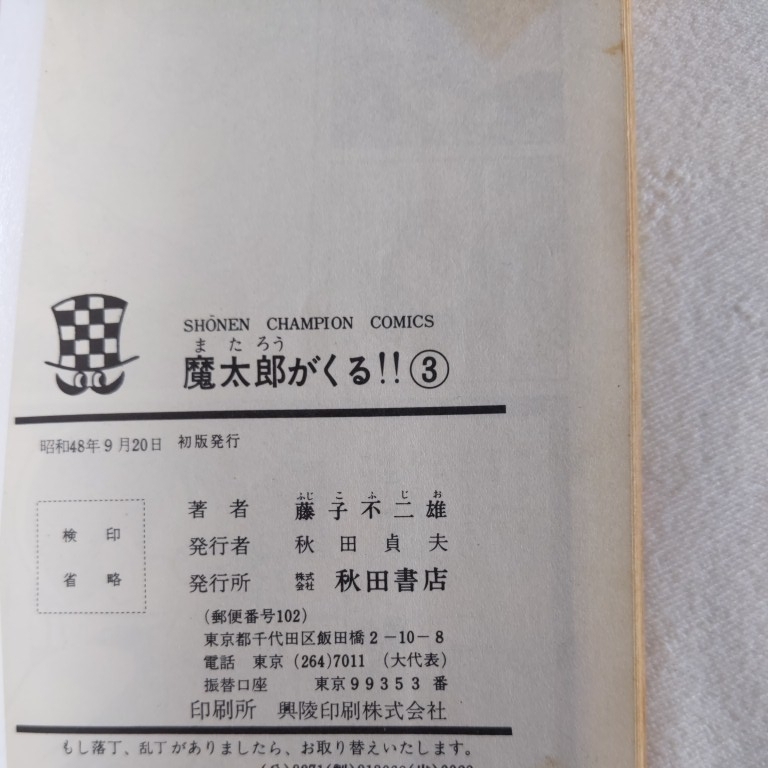 SHŌNEN CHAMPION COMICS
ま た ろう
魔太郎がくる!!③
昭和48年9月20日 初版発行
検 印
省 略
ふじ こ ふ じ お
著 者 藤 子 不 二 雄
発行者 秋 田 貞 夫
発行所 株式会社 秋田書店
(郵便番号102)
東京都千代田区飯田橋2-10-8
電話 東京(264)7011 (大代表)
振替口座 東京99353番
印刷所 興陵印刷株式会社
もし落丁、乱丁がありましたら、お取り替えいたします。